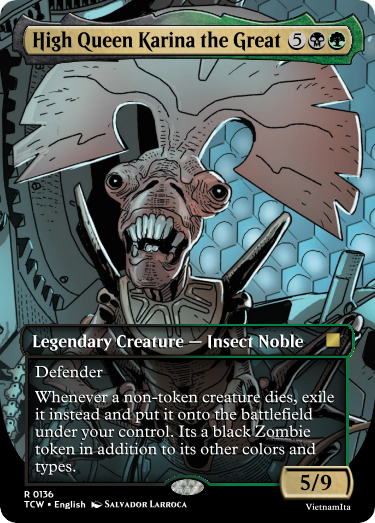 High Queen Karina the Great 5
Legendary Creature — Insect Noble
Defender
Whenever a non-token creature dies, exile
it instead and put it onto the battlefield
under your control. Its a black Zombie
token in addition to its other colors and
types.
5/9
R 0136
TCW • English Salvador Larroca
VietnamIta